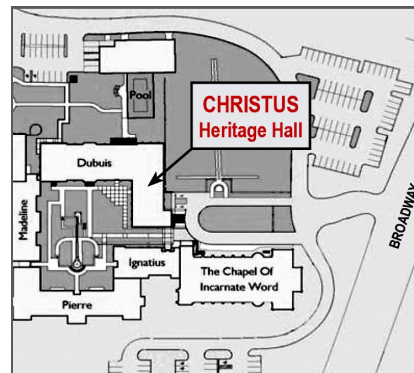 Pool
CHRISTUS
Heritage Hall
Dubuis
Madeline
BROADWAY
Ignatius
The Chapel Of
Incarnate Word
Pierre